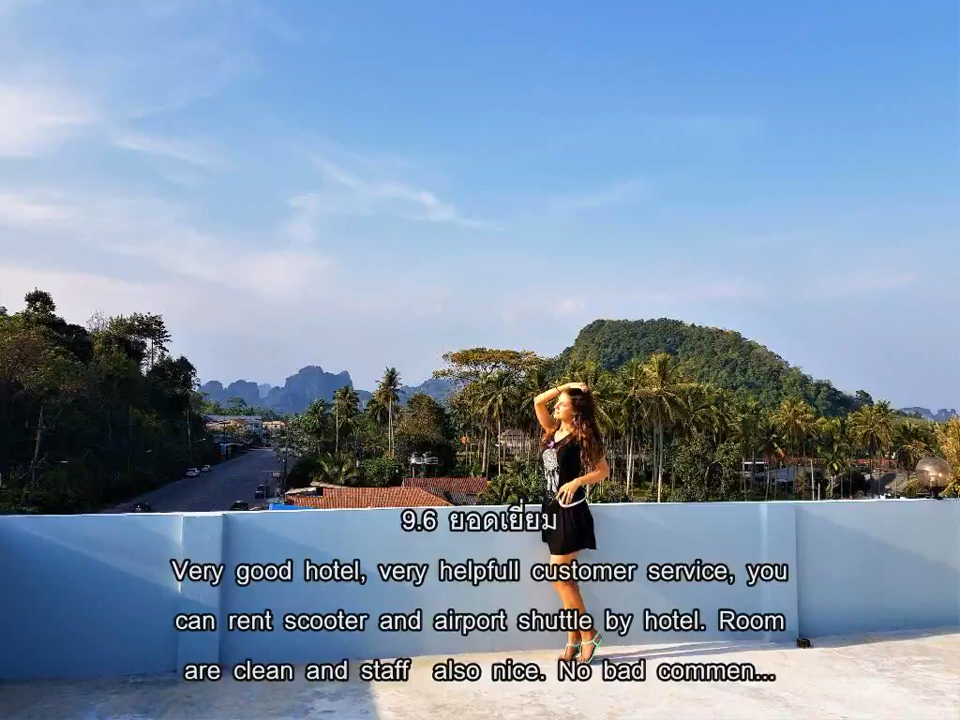 9.6 ยอดเยี่ยม
Very good hotel, very helpfull customer service, you
can rent scooter and airport shuttle by hotel. Room
are clean and staff also nice. No bad commen...